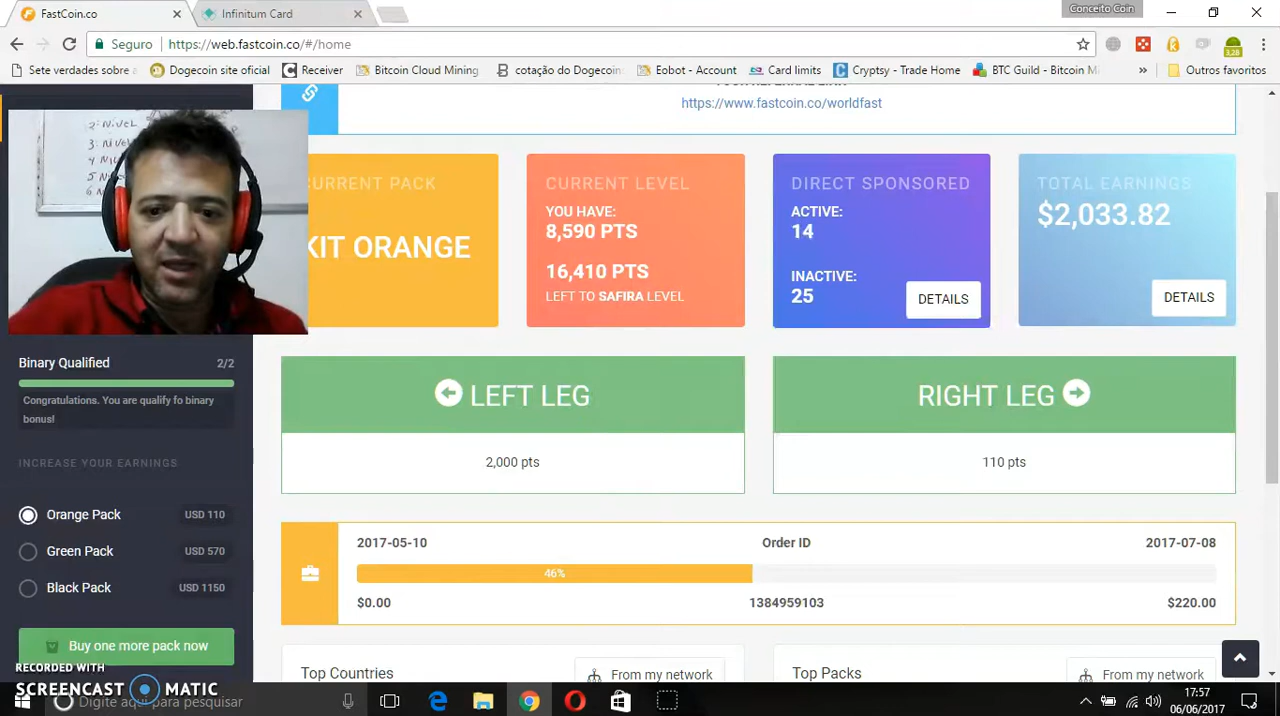 FastCoin.co
Infinitum Card
Conceito Coin
Seguro
https://web.fastcoin.co/#/home
Sete verdades sobre
Dogecoin site oficial
Receiver
Bitcoin Cloud Mining
cotação do Dogecoin
Eobot - Account
Card limits
Cryptsy - Trade Home
BTC Guild - Bitcoin M
Outros favoritos
3,28
https://www.fastcoin.co/worldfast
2: NIVEL
CURRENT PACK
KIT ORANGE
CURRENT LEVEL
YOU HAVE:
8,590 PTS
16,410 PTS
LEFT TO SAFIRA LEVEL
DIRECT SPONSORED
ACTIVE:
14
INACTIVE:
25
DETAILS
TOTAL EARNINGS
$2,033.82
DETAILS
Binary Qualified 2/2
Congratulations. You are qualify fo binary
bonus!
INCREASE YOUR EARNINGS
Orange Pack USD 110
Green Pack USD 570
Black Pack USD 1150
Buy one more pack now
LEFT LEG
2,000 pts
RIGHT LEG
110 pts
2017-05-10 Order ID 2017-07-08
46%
$0.00 1384959103 $220.00
Top Countries
From my network
Top Packs
From my network
RECORDED WITH
SCREENCAST MATIC
Digite aqui para pesquisar
17:57
06/06/2017